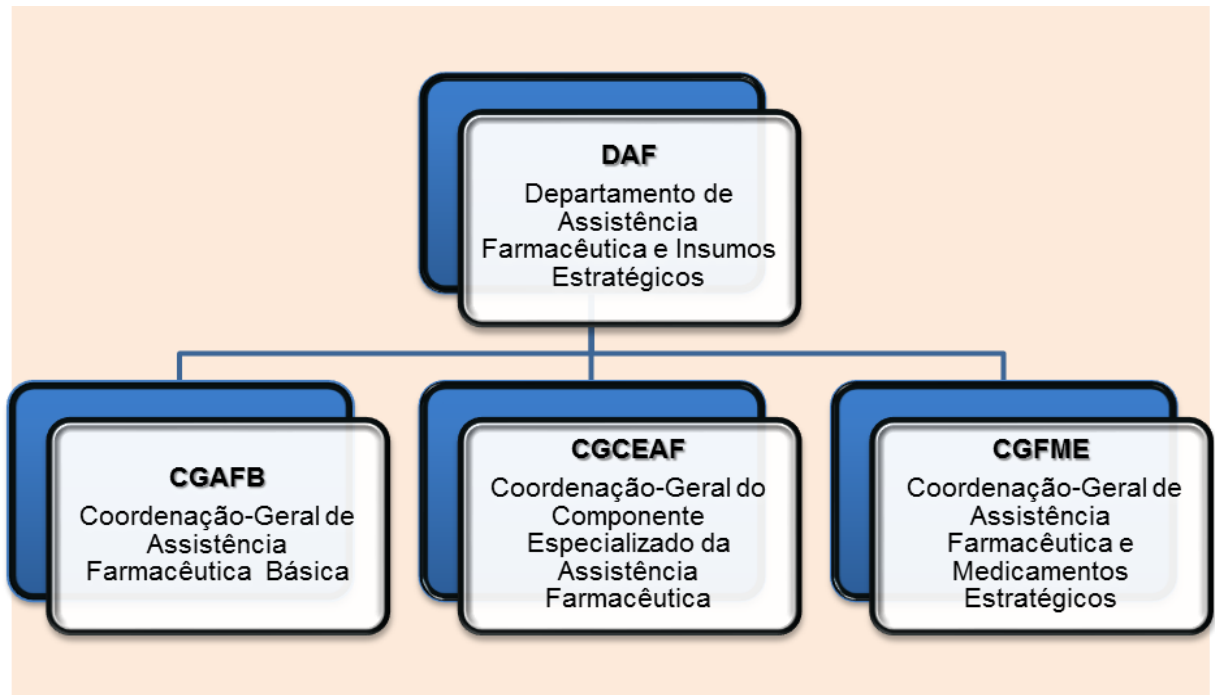 DAF
Departamento de
Assistência
Farmacêutica e Insumos
Estratégicos
CGAFB
Coordenação-Geral de
Assistência
Farmacêutica Básica
CGCEAF
Coordenação-Geral do
Componente
Especializado da
Assistência
Farmacêutica
CGFME
Coordenação-Geral de
Assistência
Farmacêutica e
Medicamentos
Estratégicos